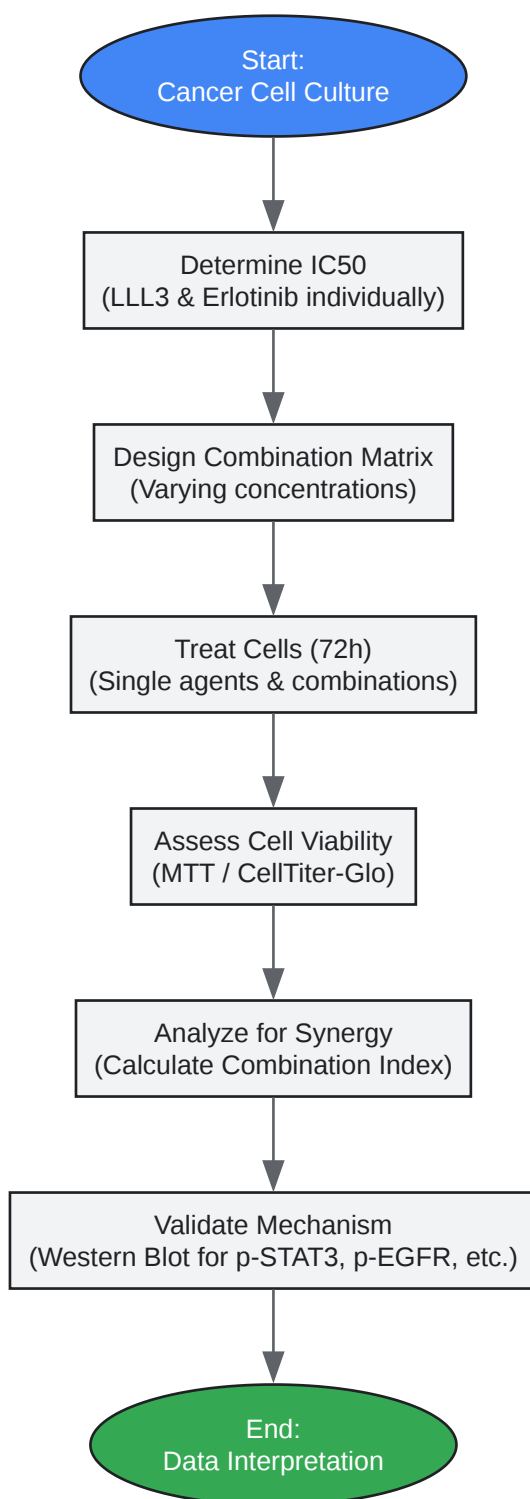 Start:
Cancer Cell Culture
Determine IC50
(LLL3 & Erlotinib individually)
Design Combination Matrix
(Varying concentrations)
Treat Cells (72h)
(Single agents & combinations)
Assess Cell Viability
(MTT / CellTiter-Glo)
Analyze for Synergy
(Calculate Combination Index)
Validate Mechanism
(Western Blot for p-STAT3, p-EGFR, etc.)
End:
Data Interpretation